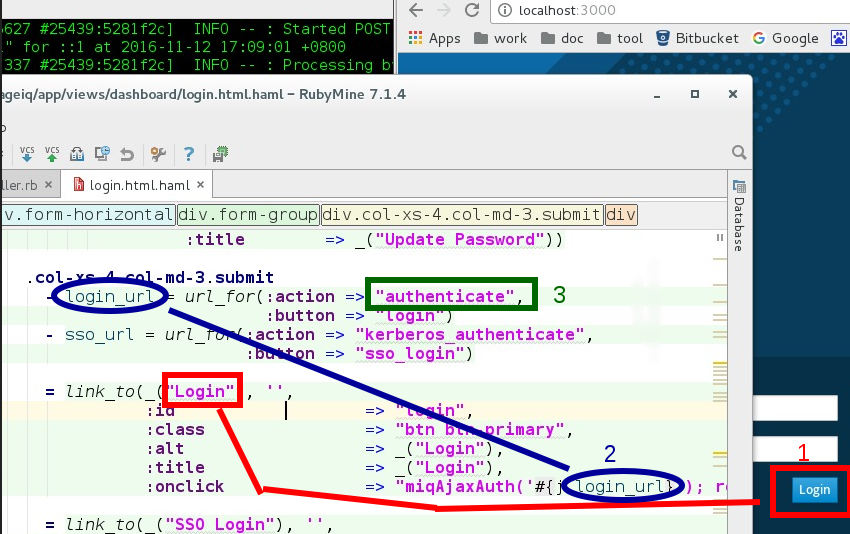 5627 #25439:5281f2c]  INFO -- : Started POST
l" for ::1 at 2016-11-12 17:09:01 +0800
337 #25439:5281f2c]  INFO -- : Processing b
localhost:3000
Apps work doc tool Bitbucket Google
ageiq/app/views/dashboard/login.html.haml – RubyMine 7.1.4
VCS VCS
ller.rb × login.html.haml ×
v.form-horizontal div.form-group div.col-xs-4.col-md-3.submit div
Database
:title => _("Update Password"))
.col-xs-4.col-md-3.submit
- login_url = url_for(:action => "authenticate", 3
:button => "login")
- sso_url = url_for(:action => "kerberos_authenticate",
:button => "sso_login")
= link_to(_("Login"), '',
:id => "login",
:class => "btn btn-primary",
:alt => _("Login"),
:title => _("Login"),
:onclick => "miqAjaxAuth('#{j login_url}'); re
2
1
Login
= link_to(_("SSO Login"), '',